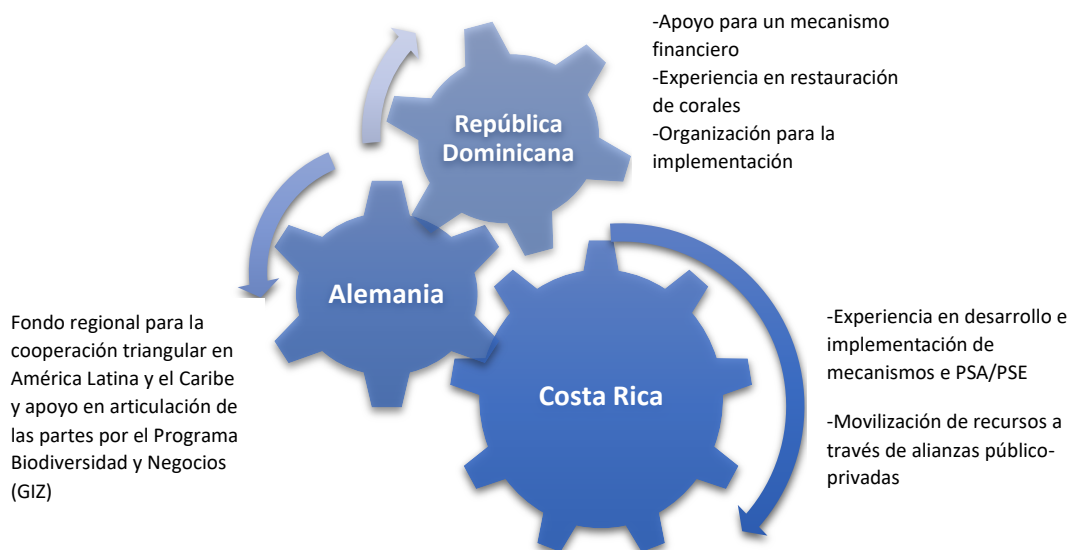 -Apoyo para un mecanismo
financiero
-Experiencia en restauración
de corales
-Organización para la
implementación
República
Dominicana
Alemania
Fondo regional para la
cooperación triangular en
América Latina y el Caribe
y apoyo en articulación de
las partes por el Programa
Biodiversidad y Negocios
(GIZ)
Costa Rica
-Experiencia en desarrollo e
implementación de
mecanismos e PSA/PSE
-Movilización de recursos a
través de alianzas público-
privadas